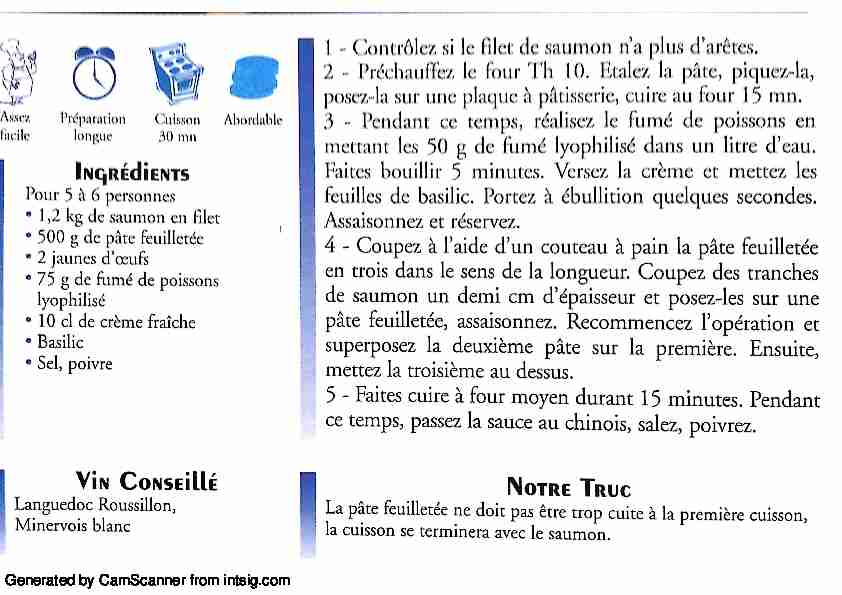 Assez
facile
Préparation
longue
Cuisson
30 mn
Abordable
Ingrédients
Pour 5 à 6 personnes
• 1,2 kg de saumon en filet
• 500 g de pâte feuilletée
• 2 jaunes d'œufs
• 75 g de fumé de poissons
lyophilisé
• 10 cl de crème fraîche
• Basilic
• Sel, poivre
1 - Contrôlez si le filet de saumon n'a plus d'arêtes.
2 - Préchauffez le four Th 10. Etalez la pâte, piquez-la,
posez-la sur une plaque à pâtisserie, cuire au four 15 mn.
3 - Pendant ce temps, réalisez le fumé de poissons en
mettant les 50 g de fumé lyophilisé dans un litre d'eau.
Faites bouillir 5 minutes. Versez la crème et mettez les
feuilles de basilic. Portez à ébullition quelques secondes.
Assaisonnez et réservez.
4 - Coupez à l'aide d'un couteau à pain la pâte feuilletée
en trois dans le sens de la longueur. Coupez des tranches
de saumon un demi cm d'épaisseur et posez-les sur une
pâte feuilletée, assaisonnez. Recommencez l'opération et
superposez la deuxième pâte sur la première. Ensuite,
mettez la troisième au dessus.
5 - Faites cuire à four moyen durant 15 minutes. Pendant
ce temps, passez la sauce au chinois, salez, poivrez.
Vin Conseillé
Languedoc Roussillon,
Minervois blanc
Notre Truc
La pâte feuilletée ne doit pas être trop cuite à la première cuisson,
la cuisson se terminera avec le saumon.
Generated by CamScanner from intsig.com